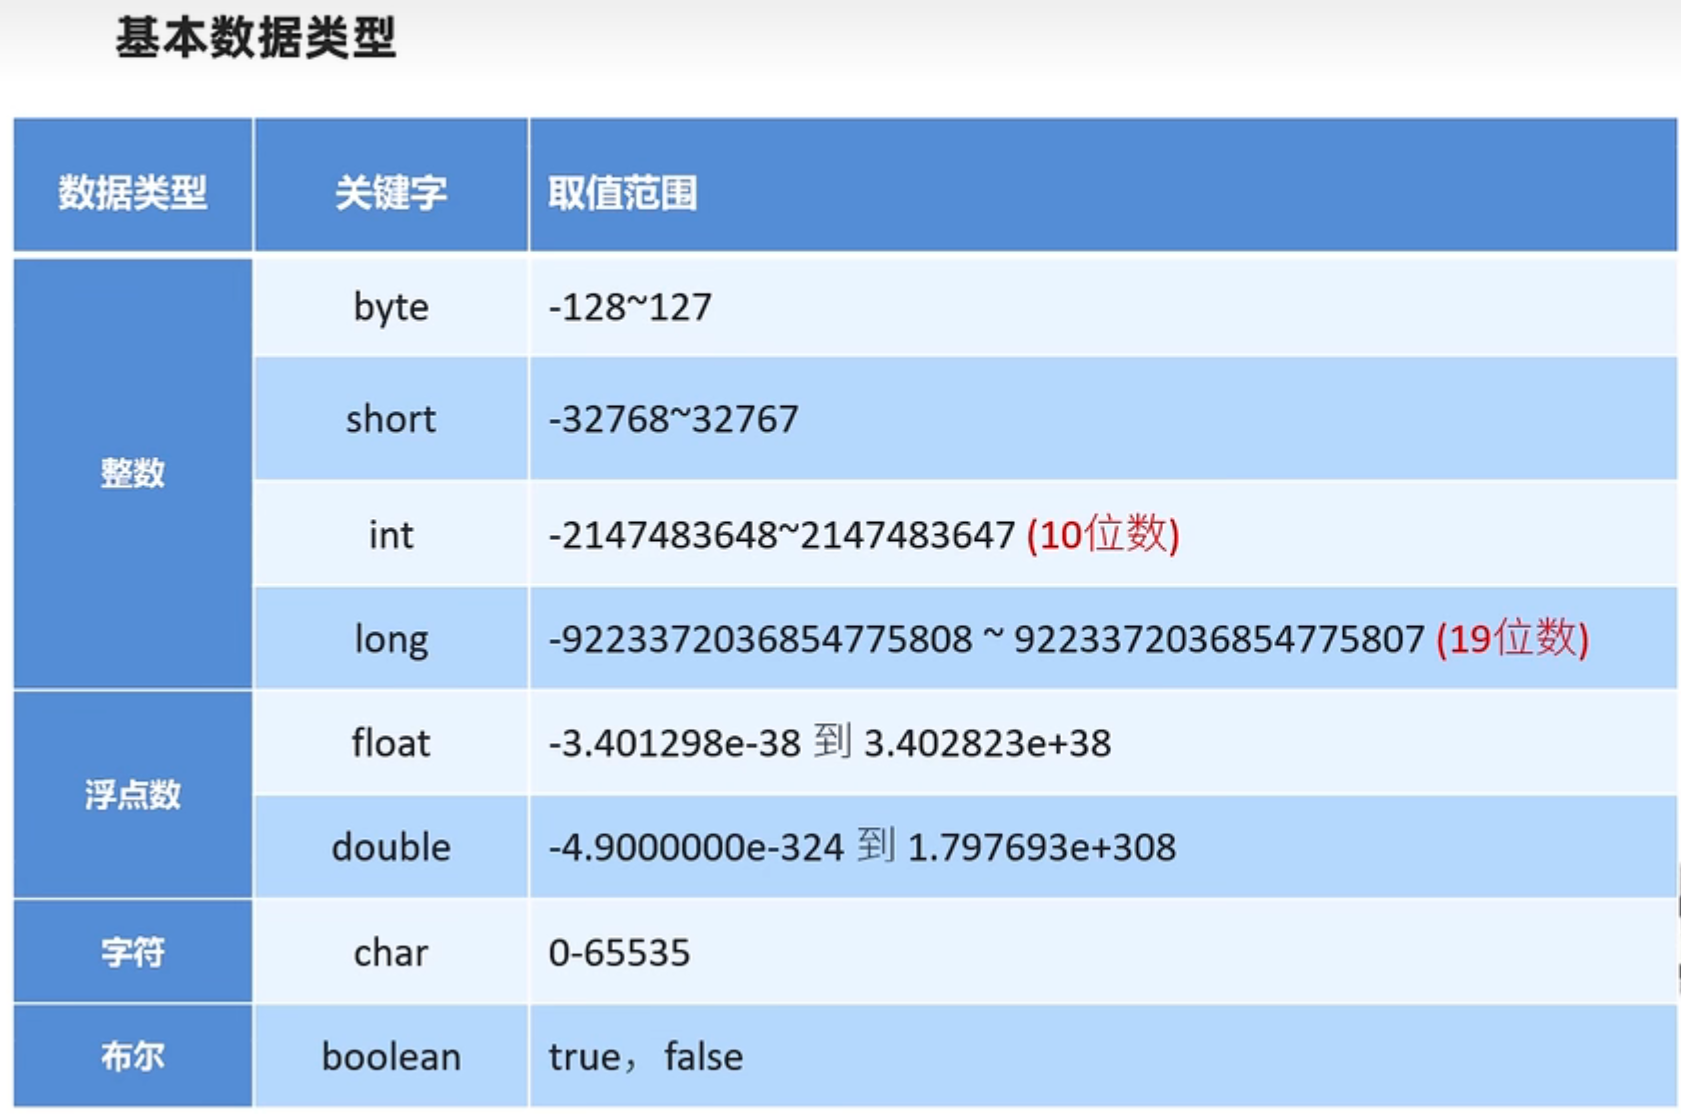 基本数据类型
数据类型 关键字 取值范围
整数
byte -128~127
short -32768~32767
int -2147483648~2147483647 (10位数)
long -9223372036854775808 ~ 9223372036854775807 (19位数)
浮点数
float -3.401298e-38 到 3.402823e+38
double -4.9000000e-324 到 1.797693e+308
字符 char 0-65535
布尔 boolean true， false